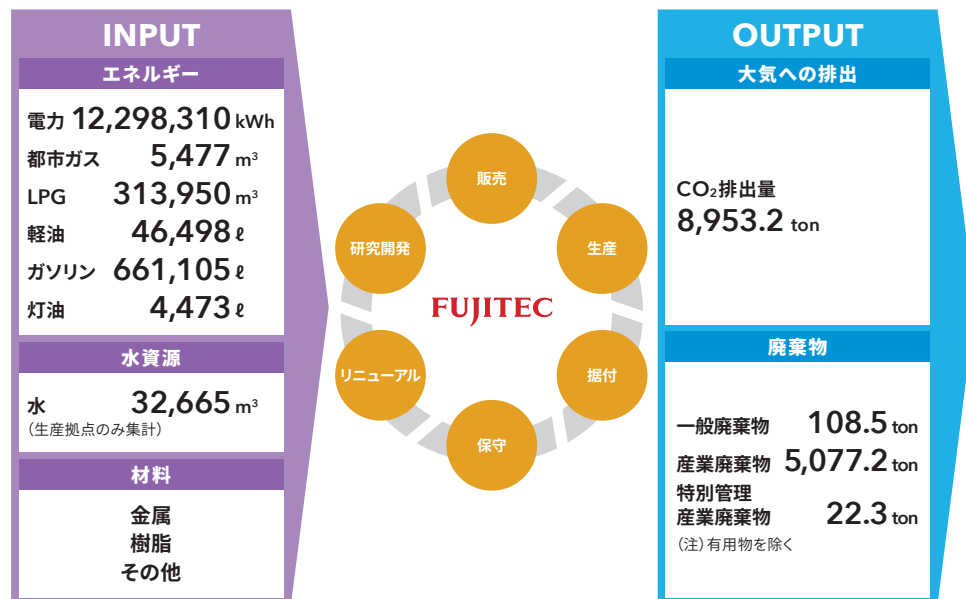 INPUT
エネルギー
電力 12,298,310 kWh
都市ガス 5,477 m³
LPG 313,950 m³
軽油 46,498 ℓ
ガソリン 661,105 ℓ
灯油 4,473 ℓ
水資源
水 32,665 m³
（生産拠点のみ集計）
材料
金属
樹脂
その他
販売
研究開発
生産
FUJITEC
リニューアル
据付
保守
OUTPUT
大気への排出
CO₂排出量
8,953.2 ton
廃棄物
一般廃棄物 108.5 ton
産業廃棄物 5,077.2 ton
特別管理
産業廃棄物 22.3 ton
（注）有用物を除く